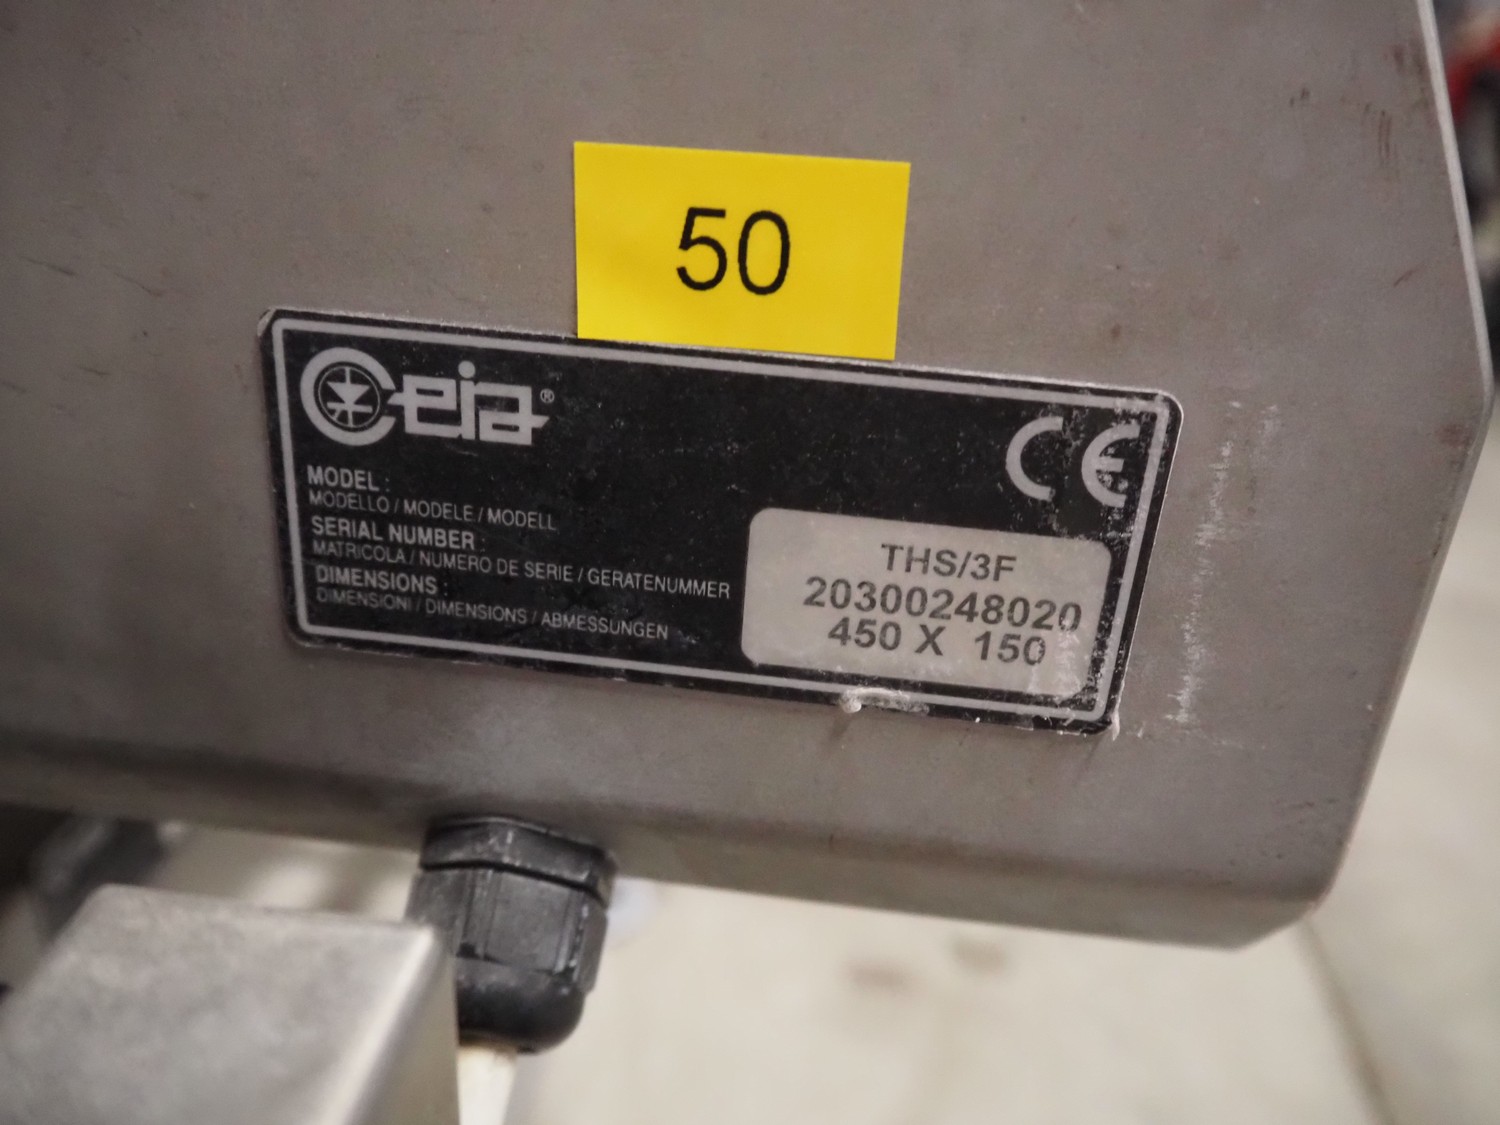 50
Ceia®
CE
MODEL :
MODELLO / MODELE / MODELL
SERIAL NUMBER :
MATRICOLA / NUMERO DE SERIE / GERATENUMMER
DIMENSIONS :
DIMENSIONI / DIMENSIONS / ABMESSUNGEN
THS/3F
20300248020
450 X 150